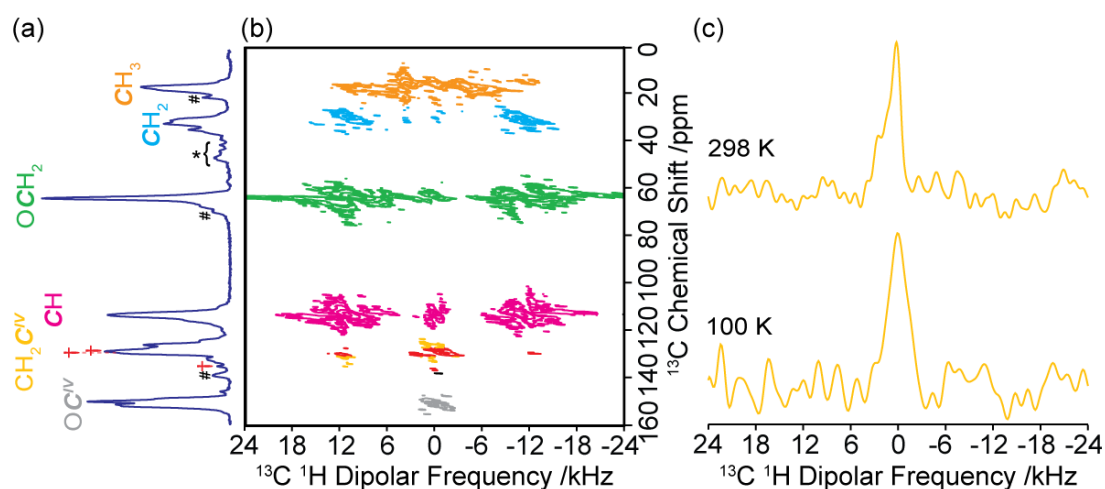 (a)
(b)
(c)
CH₃
#
CH₂
*{
OCH₂
#
CH
CH₂Cᴵⱽ
† †
†
#
OCᴵⱽ
0
20
40
60
80
100
120
140
160
¹³C Chemical Shift /ppm
24 18 12 6 0 -6 -12 -18 -24
¹³C ¹H Dipolar Frequency /kHz
298 K
100 K
24 18 12 6 0 -6 -12 -18 -24
¹³C ¹H Dipolar Frequency /kHz